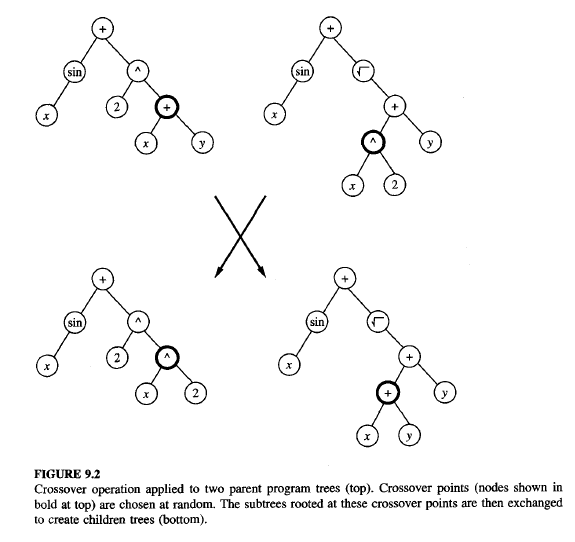 + +
sin ^ sin √
x 2 + x +
x y ^ y
x 2
+ +
sin ^ sin √
x 2 ^ x +
x 2 + y
x y
FIGURE 9.2
Crossover operation applied to two parent program trees (top). Crossover points (nodes shown in
bold at top) are chosen at random. The subtrees rooted at these crossover points are then exchanged
to create children trees (bottom).